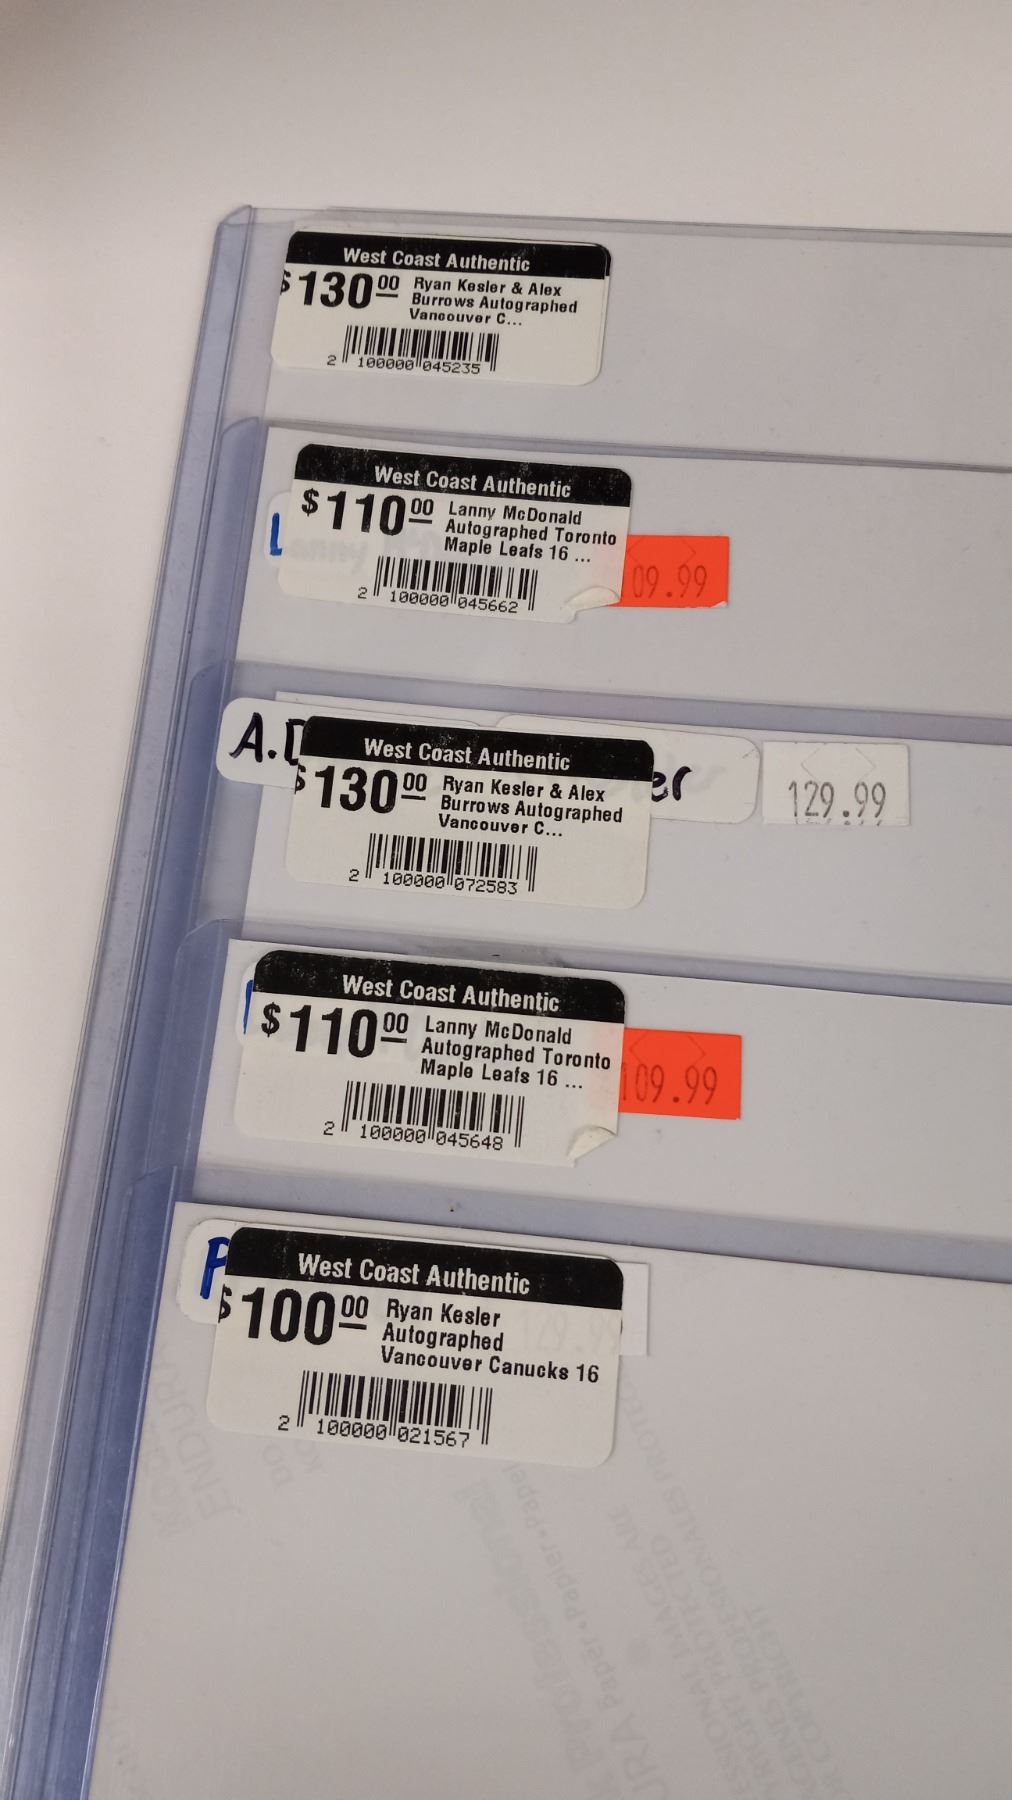 West Coast Authentic
$130.00 Ryan Kesler & Alex
Burrows Autographed
Vancouver C...
2 100000 045235
West Coast Authentic
$110.00 Lanny McDonald
Autographed Toronto
Maple Leafs 16 ...
2 100000 045662
09.99
A.
West Coast Authentic
$130.00 Ryan Kesler & Alex
Burrows Autographed
Vancouver C...
2 100000 072583
er
129.99
West Coast Authentic
$110.00 Lanny McDonald
Autographed Toronto
Maple Leafs 16 ...
2 100000 045648
109.99
West Coast Authentic
$100.00 Ryan Kesler
Autographed
Vancouver Canucks 16
2 100000 021567
129.99